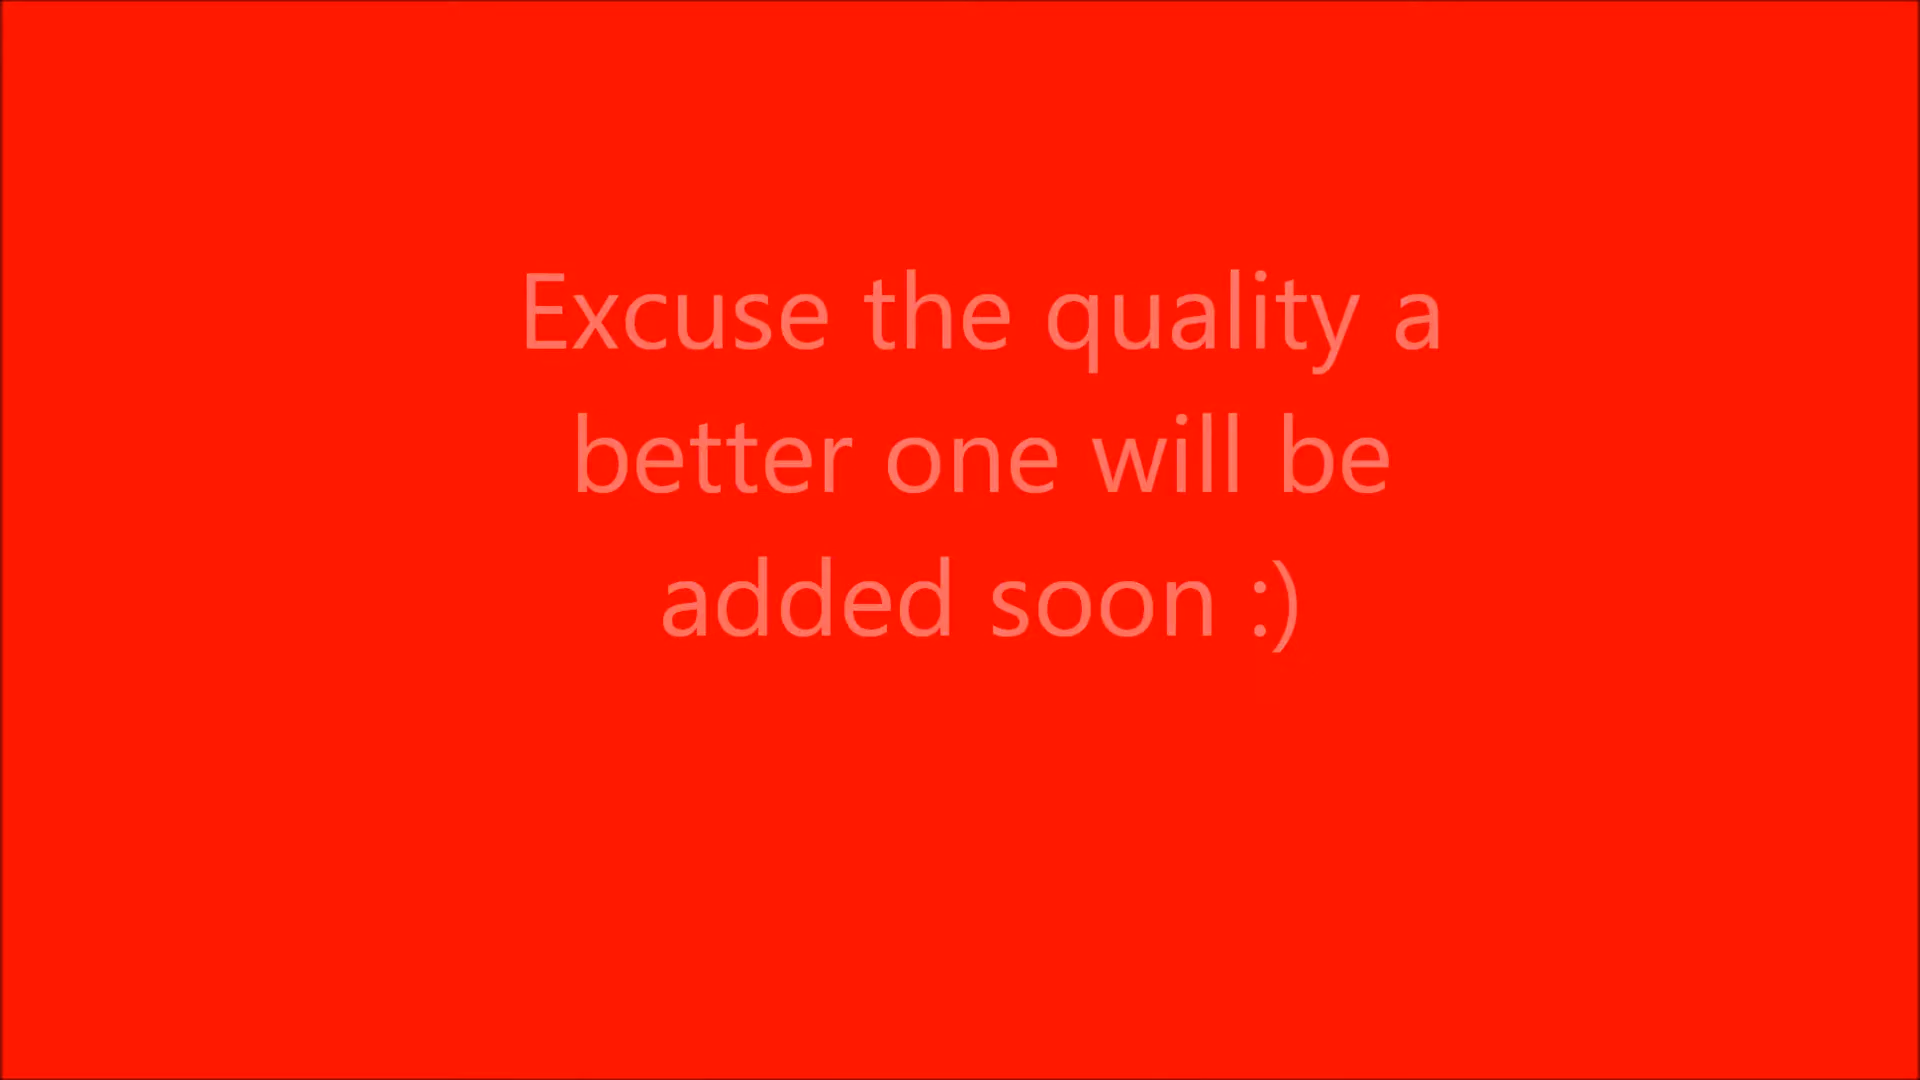 Excuse the quality a
better one will be
added soon :)